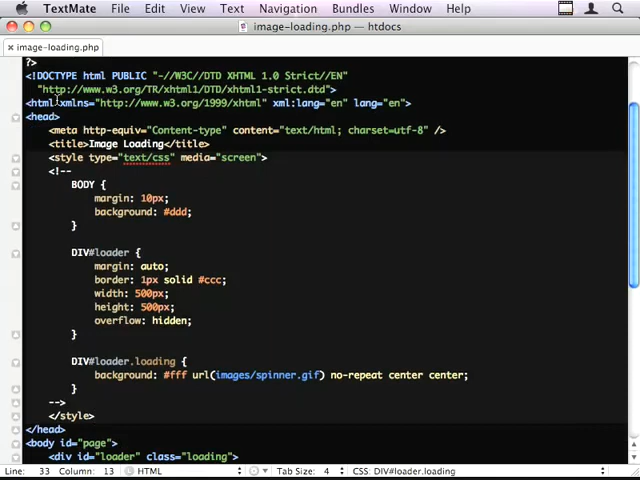 TextMate File Edit View Text Navigation Bundles Window Help
image-loading.php — htdocs
× image-loading.php
?>
<!DOCTYPE html PUBLIC "-//W3C//DTD XHTML 1.0 Strict//EN"
"http://www.w3.org/TR/xhtml1/DTD/xhtml1-strict.dtd">
<html xmlns="http://www.w3.org/1999/xhtml" xml:lang="en" lang="en">
<head>
<meta http-equiv="Content-type" content="text/html; charset=utf-8" />
<title>Image Loading</title>
<style type="text/css" media="screen">
<!--
BODY {
margin: 10px;
background: #ddd;
}
DIV#loader {
margin: auto;
border: 1px solid #ccc;
width: 500px;
height: 500px;
overflow: hidden;
}
DIV#loader.loading {
background: #fff url(images/spinner.gif) no-repeat center center;
}
-->
</style>
</head>
<body id="page">
<div id="loader" class="loading">
Line: 33 Column: 13 HTML Tab Size: 4 CSS: DIV#loader.loading